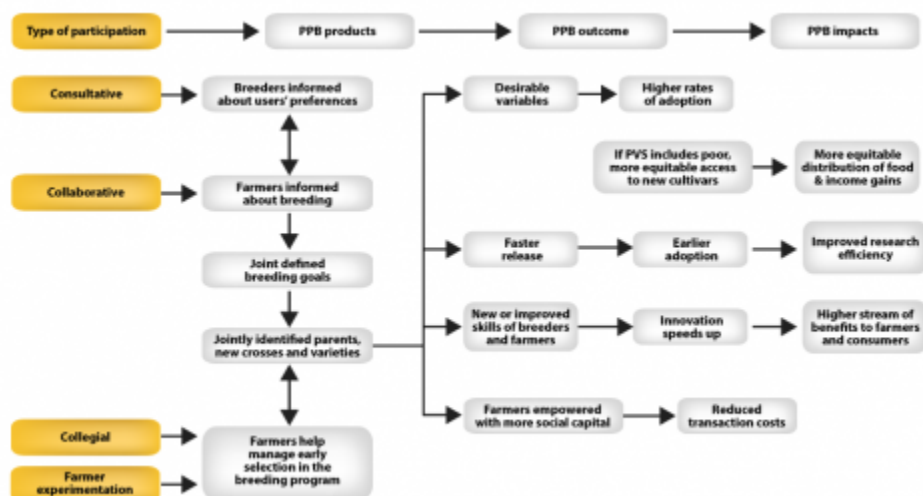 Type of participation
PPB products
PPB outcome
PPB impacts
Consultative
Breeders informed
about users' preferences
Desirable
variables
Higher rates
of adoption
If PVS includes poor,
more equitable access
to new cultivars
More equitable
distribution of food
& income gains
Collaborative
Farmers informed
about breeding
Joint defined
breeding goals
Faster
release
Earlier
adoption
Improved research
efficiency
Jointly identified parents,
new crosses and varieties
New or improved
skills of breeders
and farmers
Innovation
speeds up
Higher stream of
benefits to farmers
and consumers
Farmers empowered
with more social capital
Reduced
transaction costs
Collegial
Farmers help
manage early
selection in the
breeding program
Farmer
experimentation